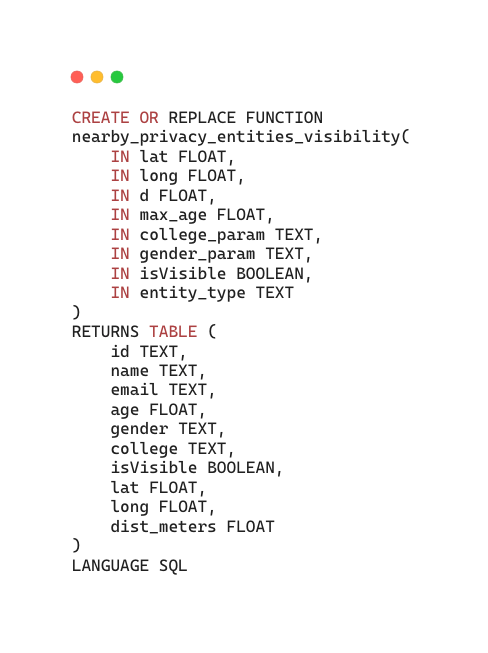 CREATE OR REPLACE FUNCTION
nearby_privacy_entities_visibility(
    IN lat FLOAT,
    IN long FLOAT,
    IN d FLOAT,
    IN max_age FLOAT,
    IN college_param TEXT,
    IN gender_param TEXT,
    IN isVisible BOOLEAN,
    IN entity_type TEXT
)
RETURNS TABLE (
    id TEXT,
    name TEXT,
    email TEXT,
    age FLOAT,
    gender TEXT,
    college TEXT,
    isVisible BOOLEAN,
    lat FLOAT,
    long FLOAT,
    dist_meters FLOAT
)
LANGUAGE SQL